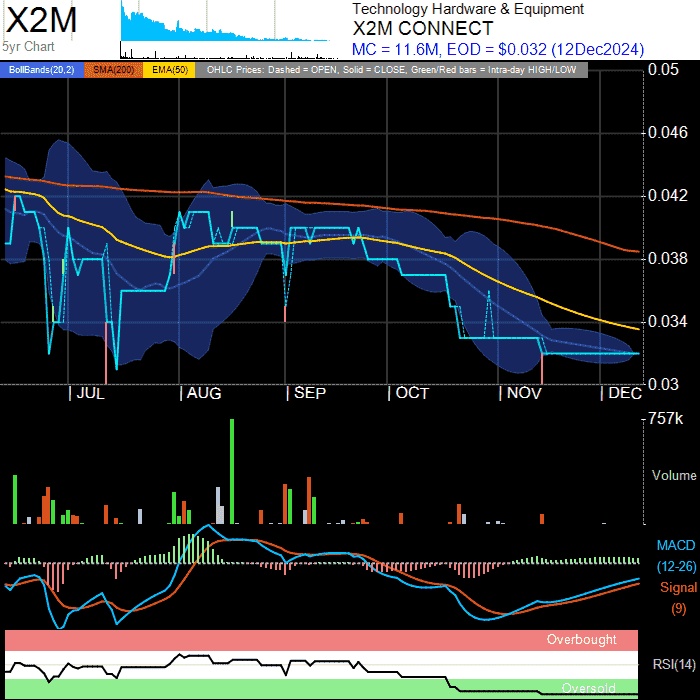 X2M
5yr Chart
Technology Hardware & Equipment
X2M CONNECT
MC = 11.6M, EOD = $0.032 (12Dec2024)
BollBands(20,2) SMA(200) EMA(50) OHLC Prices: Dashed = OPEN, Solid = CLOSE, Green/Red bars = Intra-day HIGH/LOW
0.05
0.046
0.042
0.038
0.034
0.03
JUL AUG SEP OCT NOV DEC
757k
Volume
MACD
(12-26)
Signal
(9)
Overbought
RSI(14)
Oversold